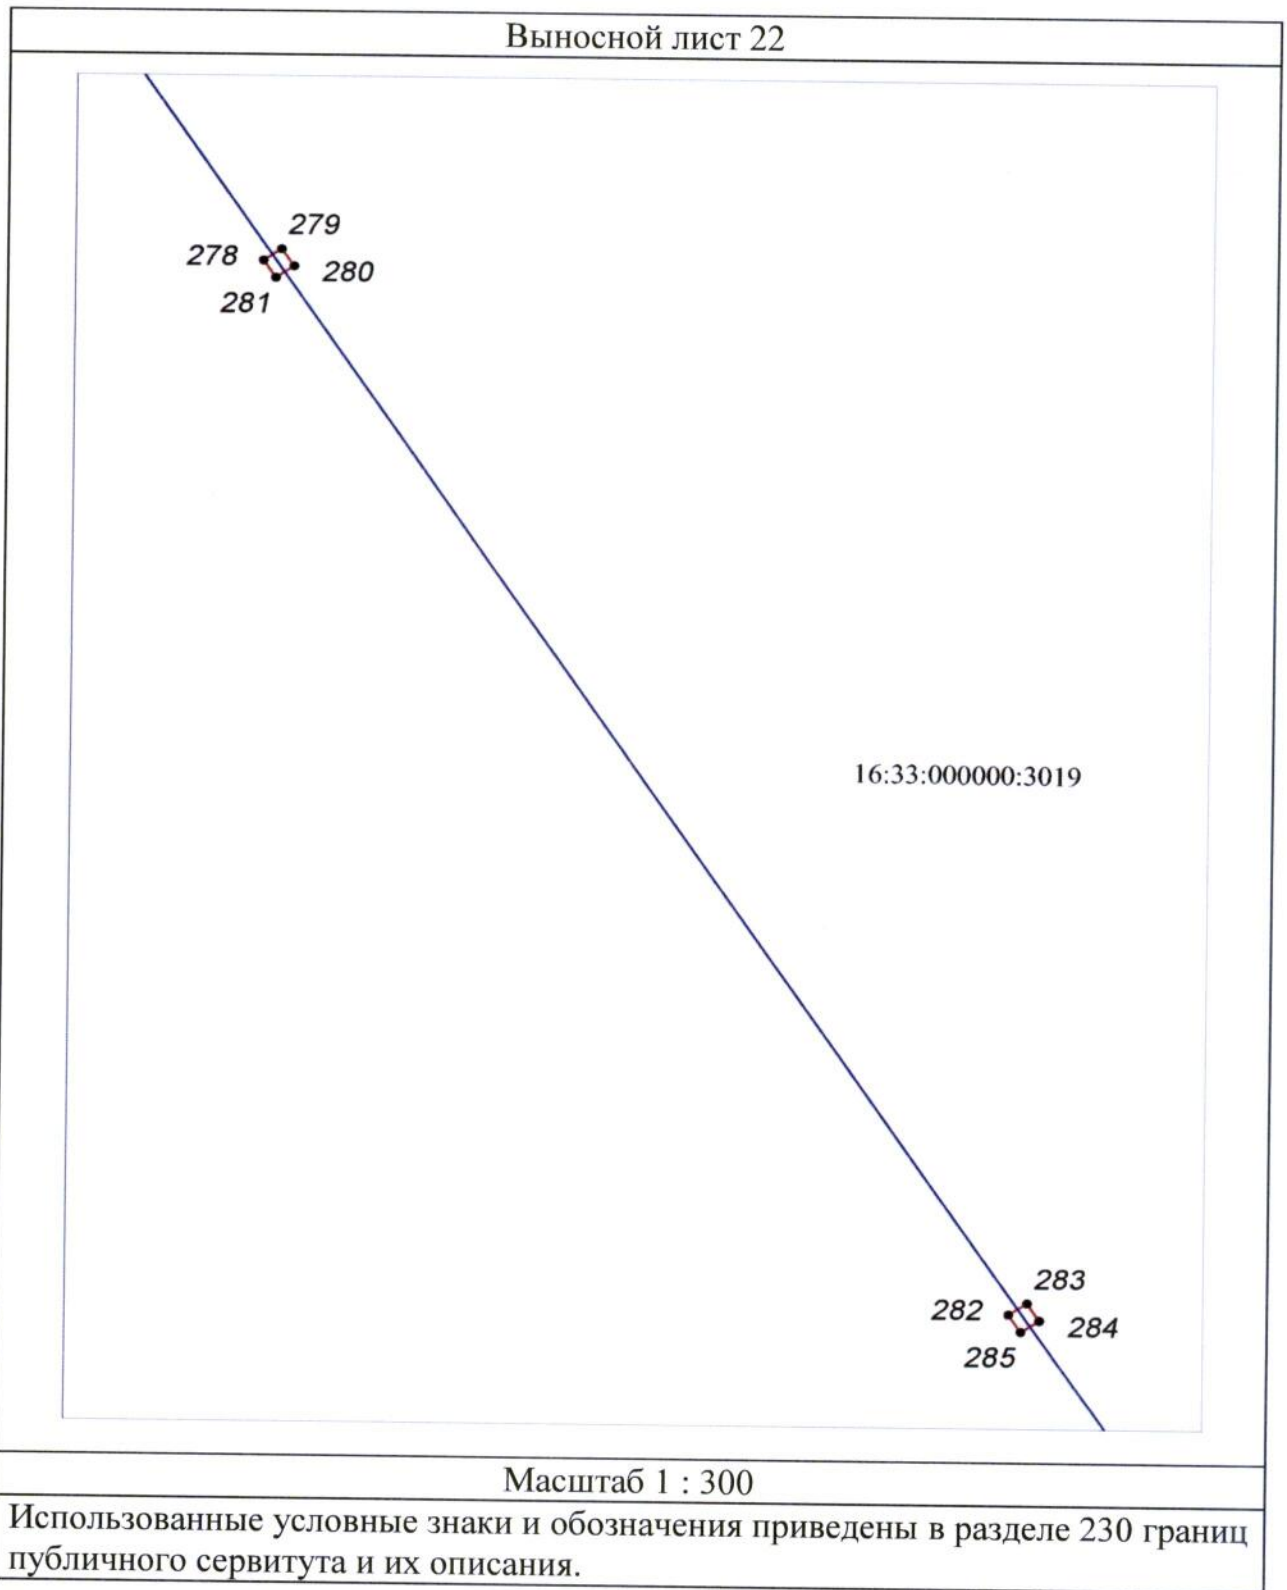 Выносной лист 22
279
278
280
281
16:33:000000:3019
283
282
284
285
Масштаб 1 : 300
Использованные условные знаки и обозначения приведены в разделе 230 границ
публичного сервитута и их описания.